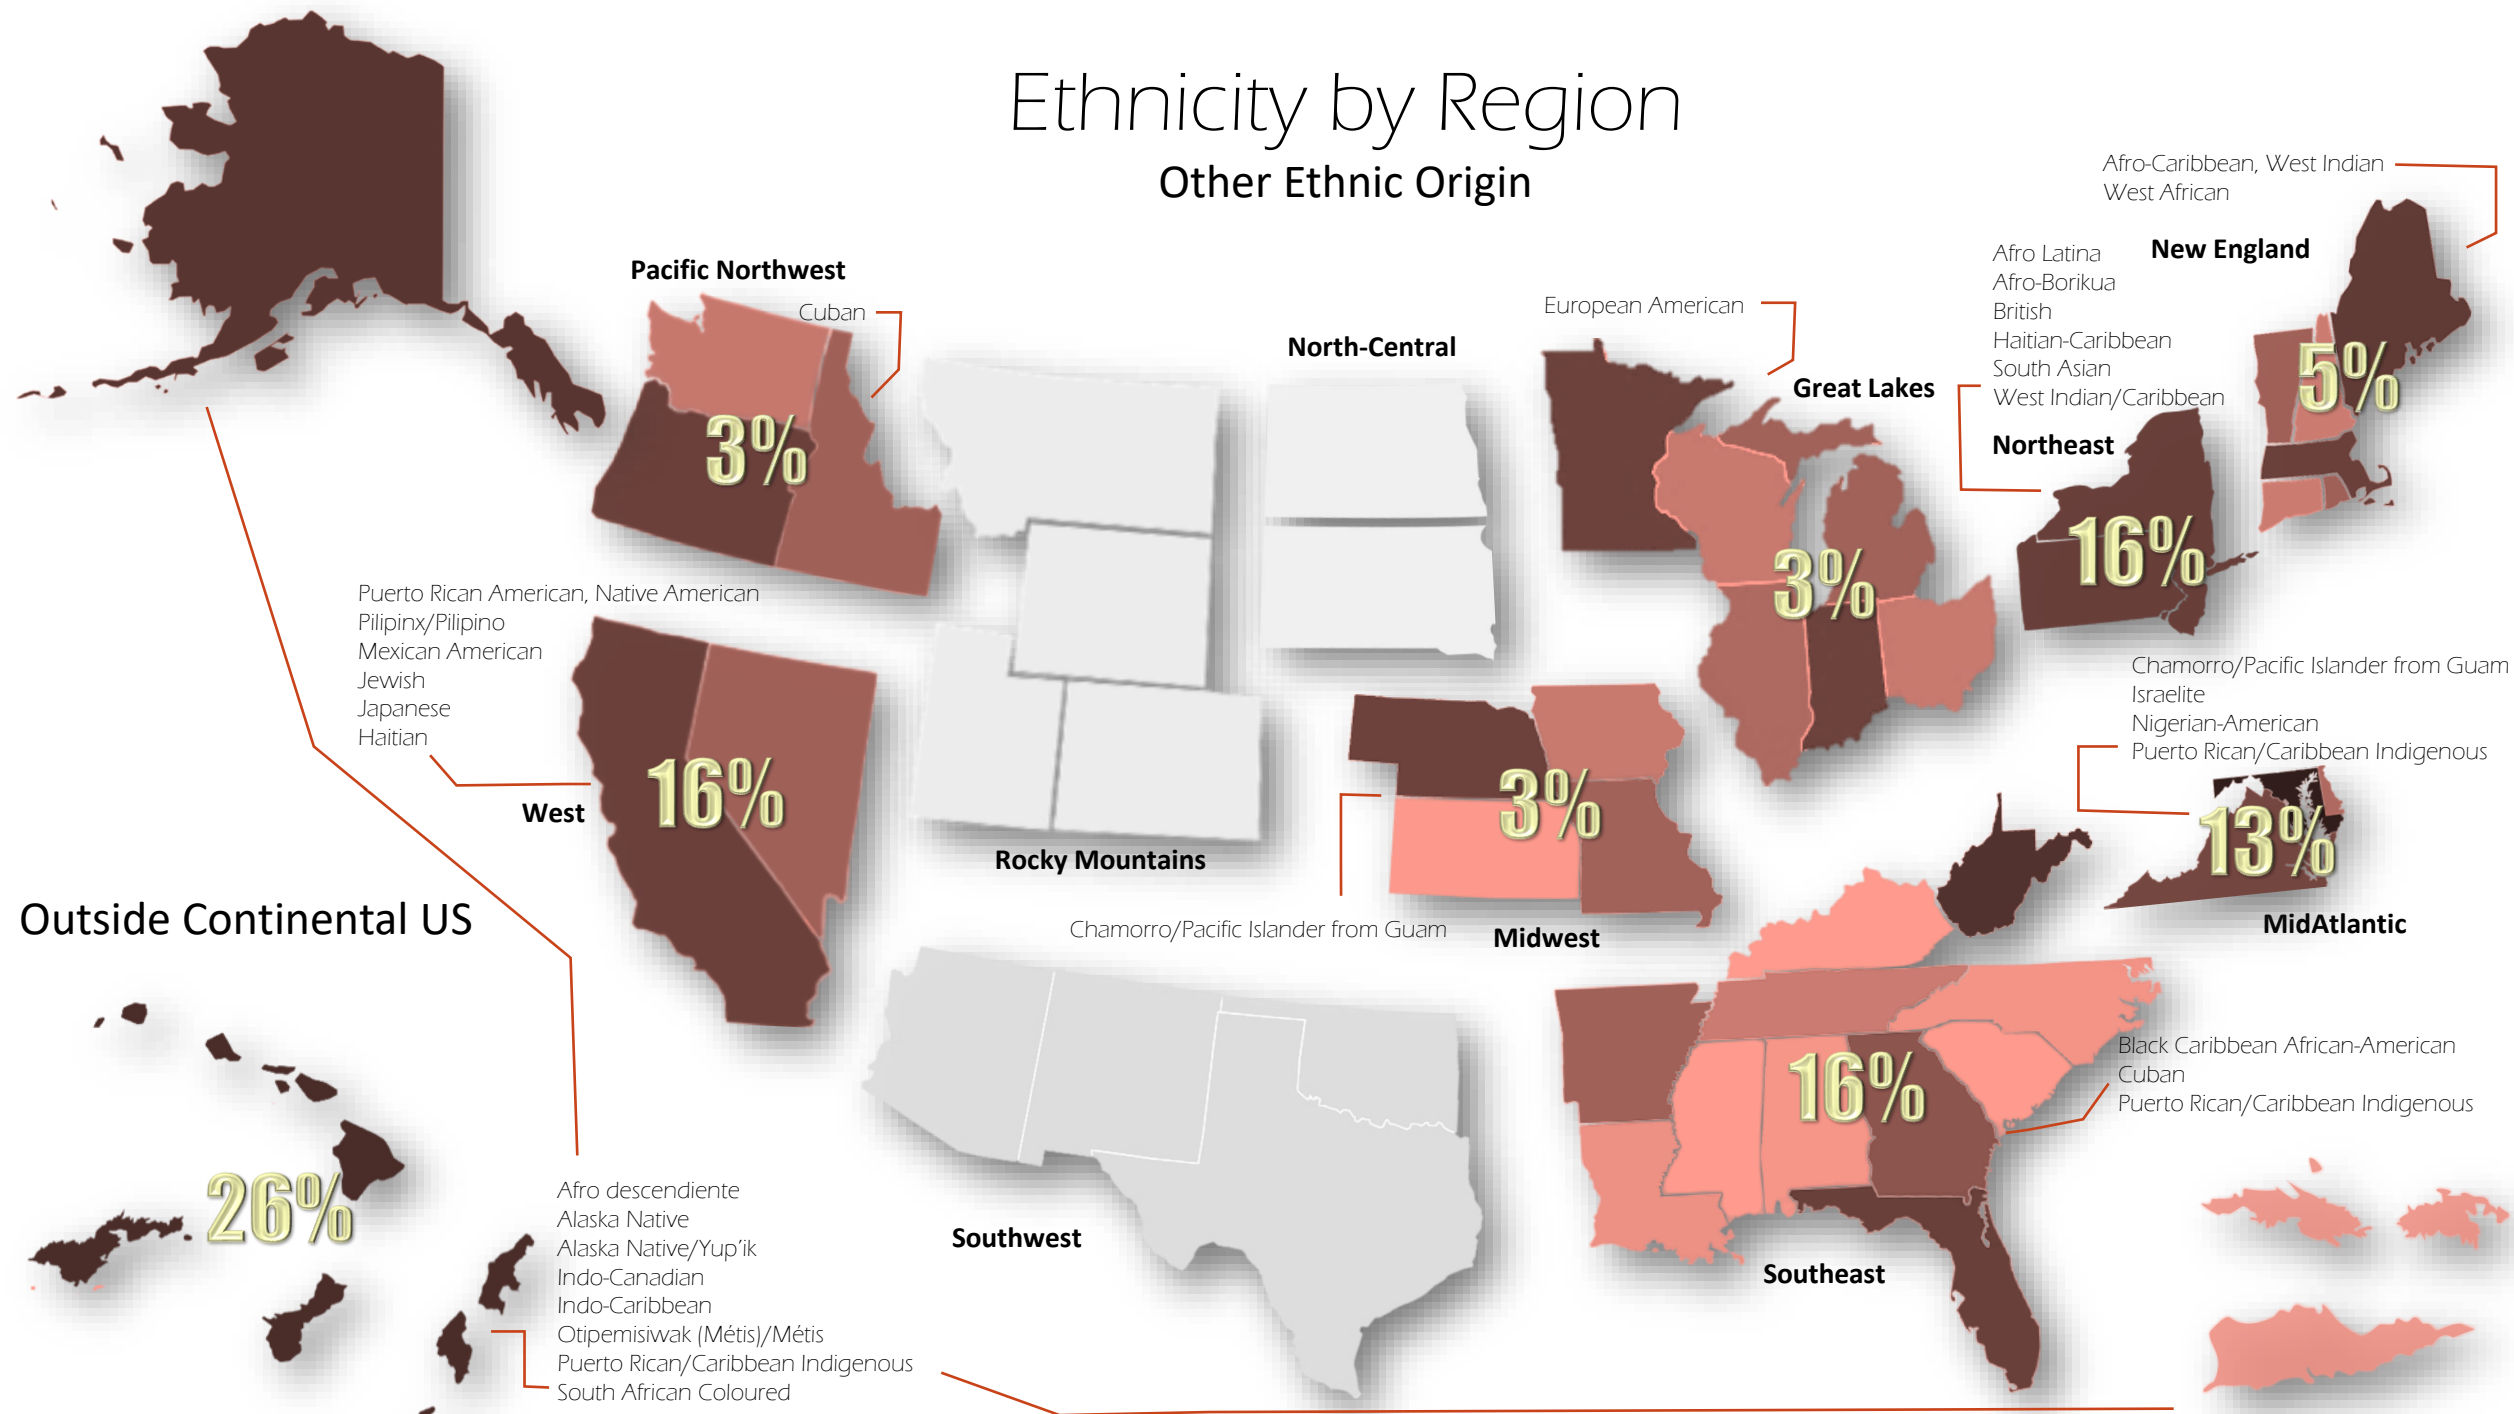 Ethnicity by Region
Other Ethnic Origin
Afro-Caribbean, West Indian
West African
New England
5%
Afro Latina
Afro-Borikua
British
Haitian-Caribbean
South Asian
West Indian/Caribbean
Northeast
16%
Pacific Northwest
Cuban
3%
North-Central
European American
Great Lakes
3%
Puerto Rican American, Native American
Pilipinx/Pilipino
Mexican American
Jewish
Japanese
Haitian
West
16%
Rocky Mountains
Chamorro/Pacific Islander from Guam
Israelite
Nigerian-American
Puerto Rican/Caribbean Indigenous
13%
MidAtlantic
3%
Chamorro/Pacific Islander from Guam
Midwest
Outside Continental US
26%
Afro descendiente
Alaska Native
Alaska Native/Yup’ik
Indo-Canadian
Indo-Caribbean
Otipemisiwak (Métis)/Métis
Puerto Rican/Caribbean Indigenous
South African Coloured
Southwest
16%
Black Caribbean African-American
Cuban
Puerto Rican/Caribbean Indigenous
Southeast